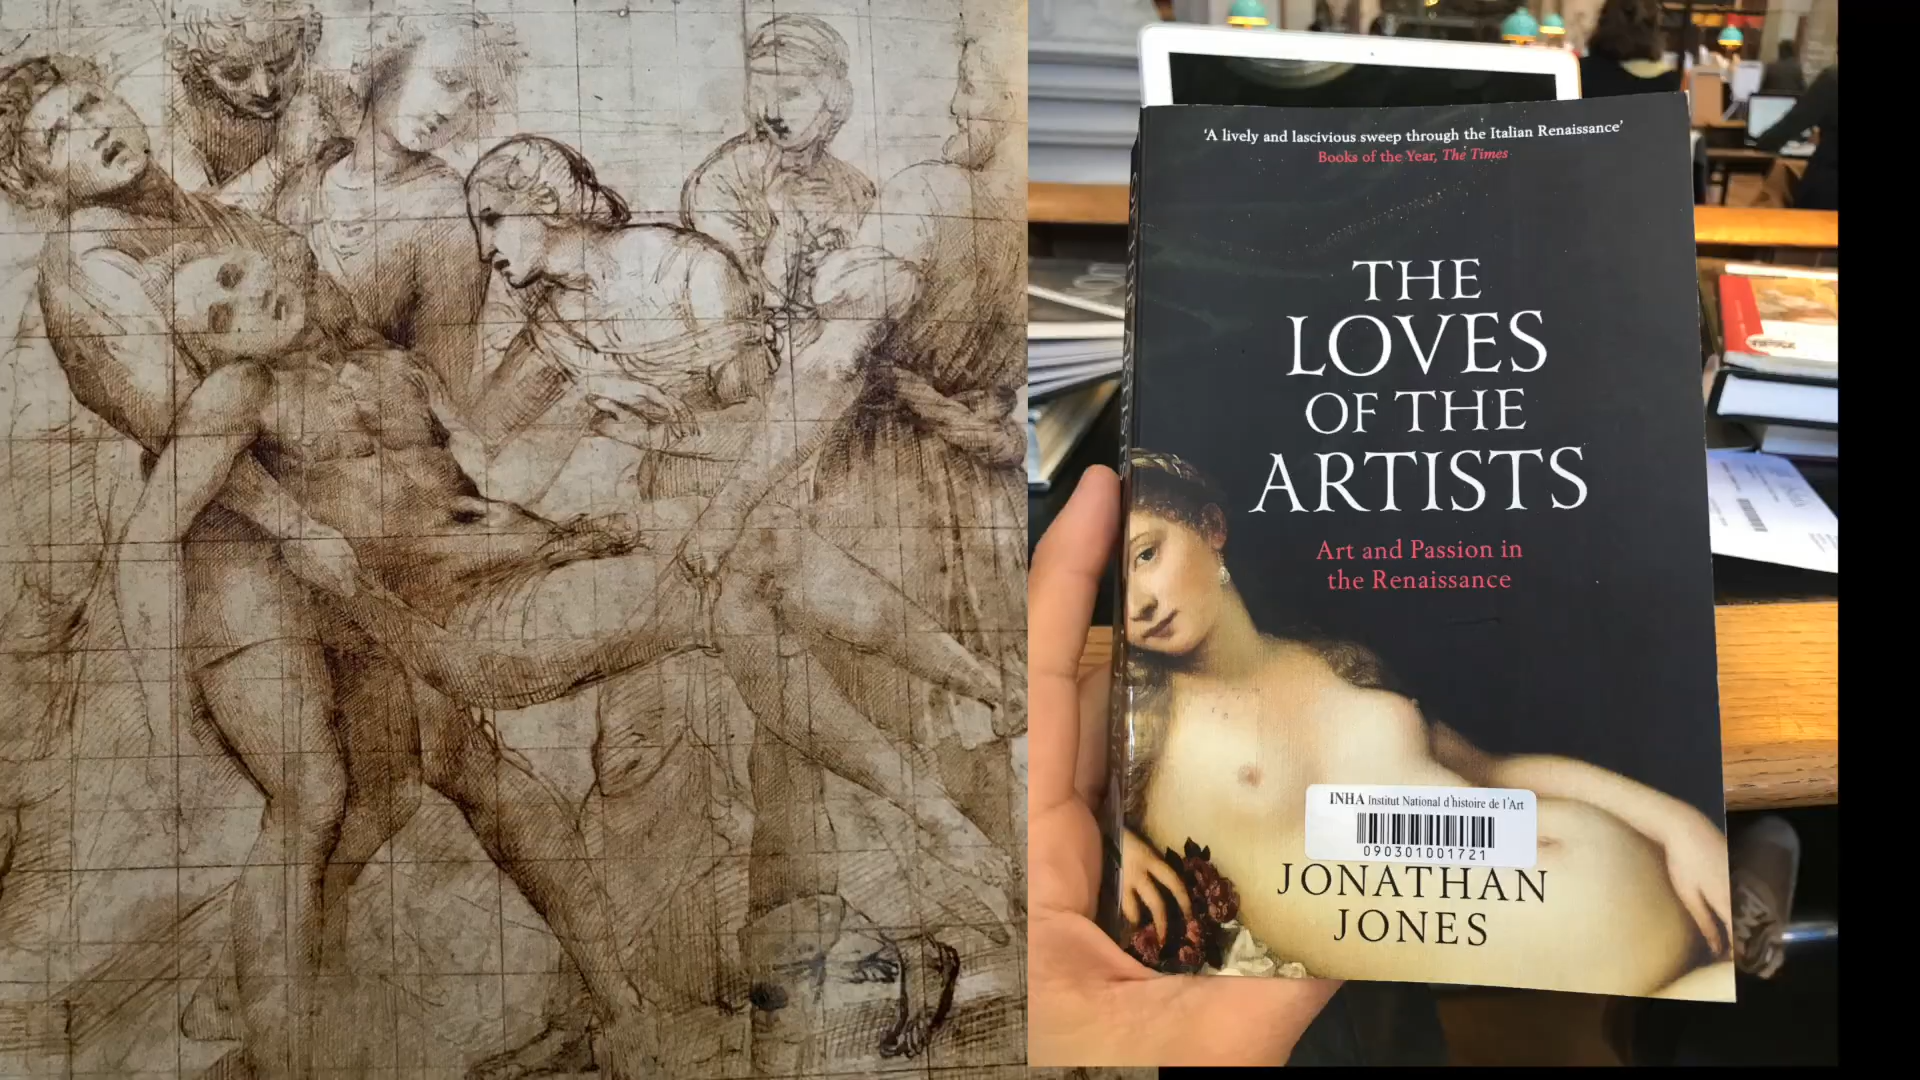 'A lively and lascivious sweep through the Italian Renaissance'
Books of the Year, The Times
THE
LOVES
OF THE
ARTISTS
Art and Passion in
the Renaissance
INHA Institut National d'histoire de l'Art
090301001721
JONATHAN
JONES